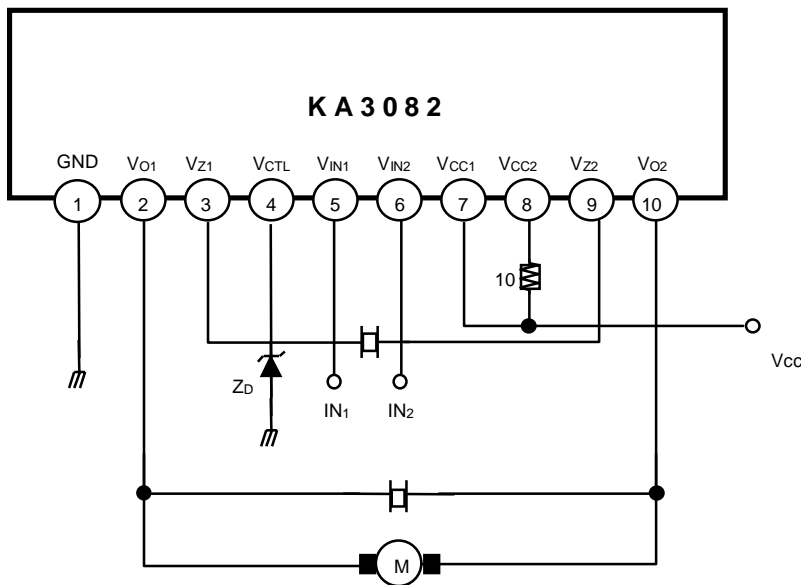 KA3082
GND VO1 VZ1 VCTL VIN1 VIN2 VCC1 VCC2 VZ2 VO2
1 2 3 4 5 6 7 8 9 10
10
Vcc
ZD
IN1 IN2
M